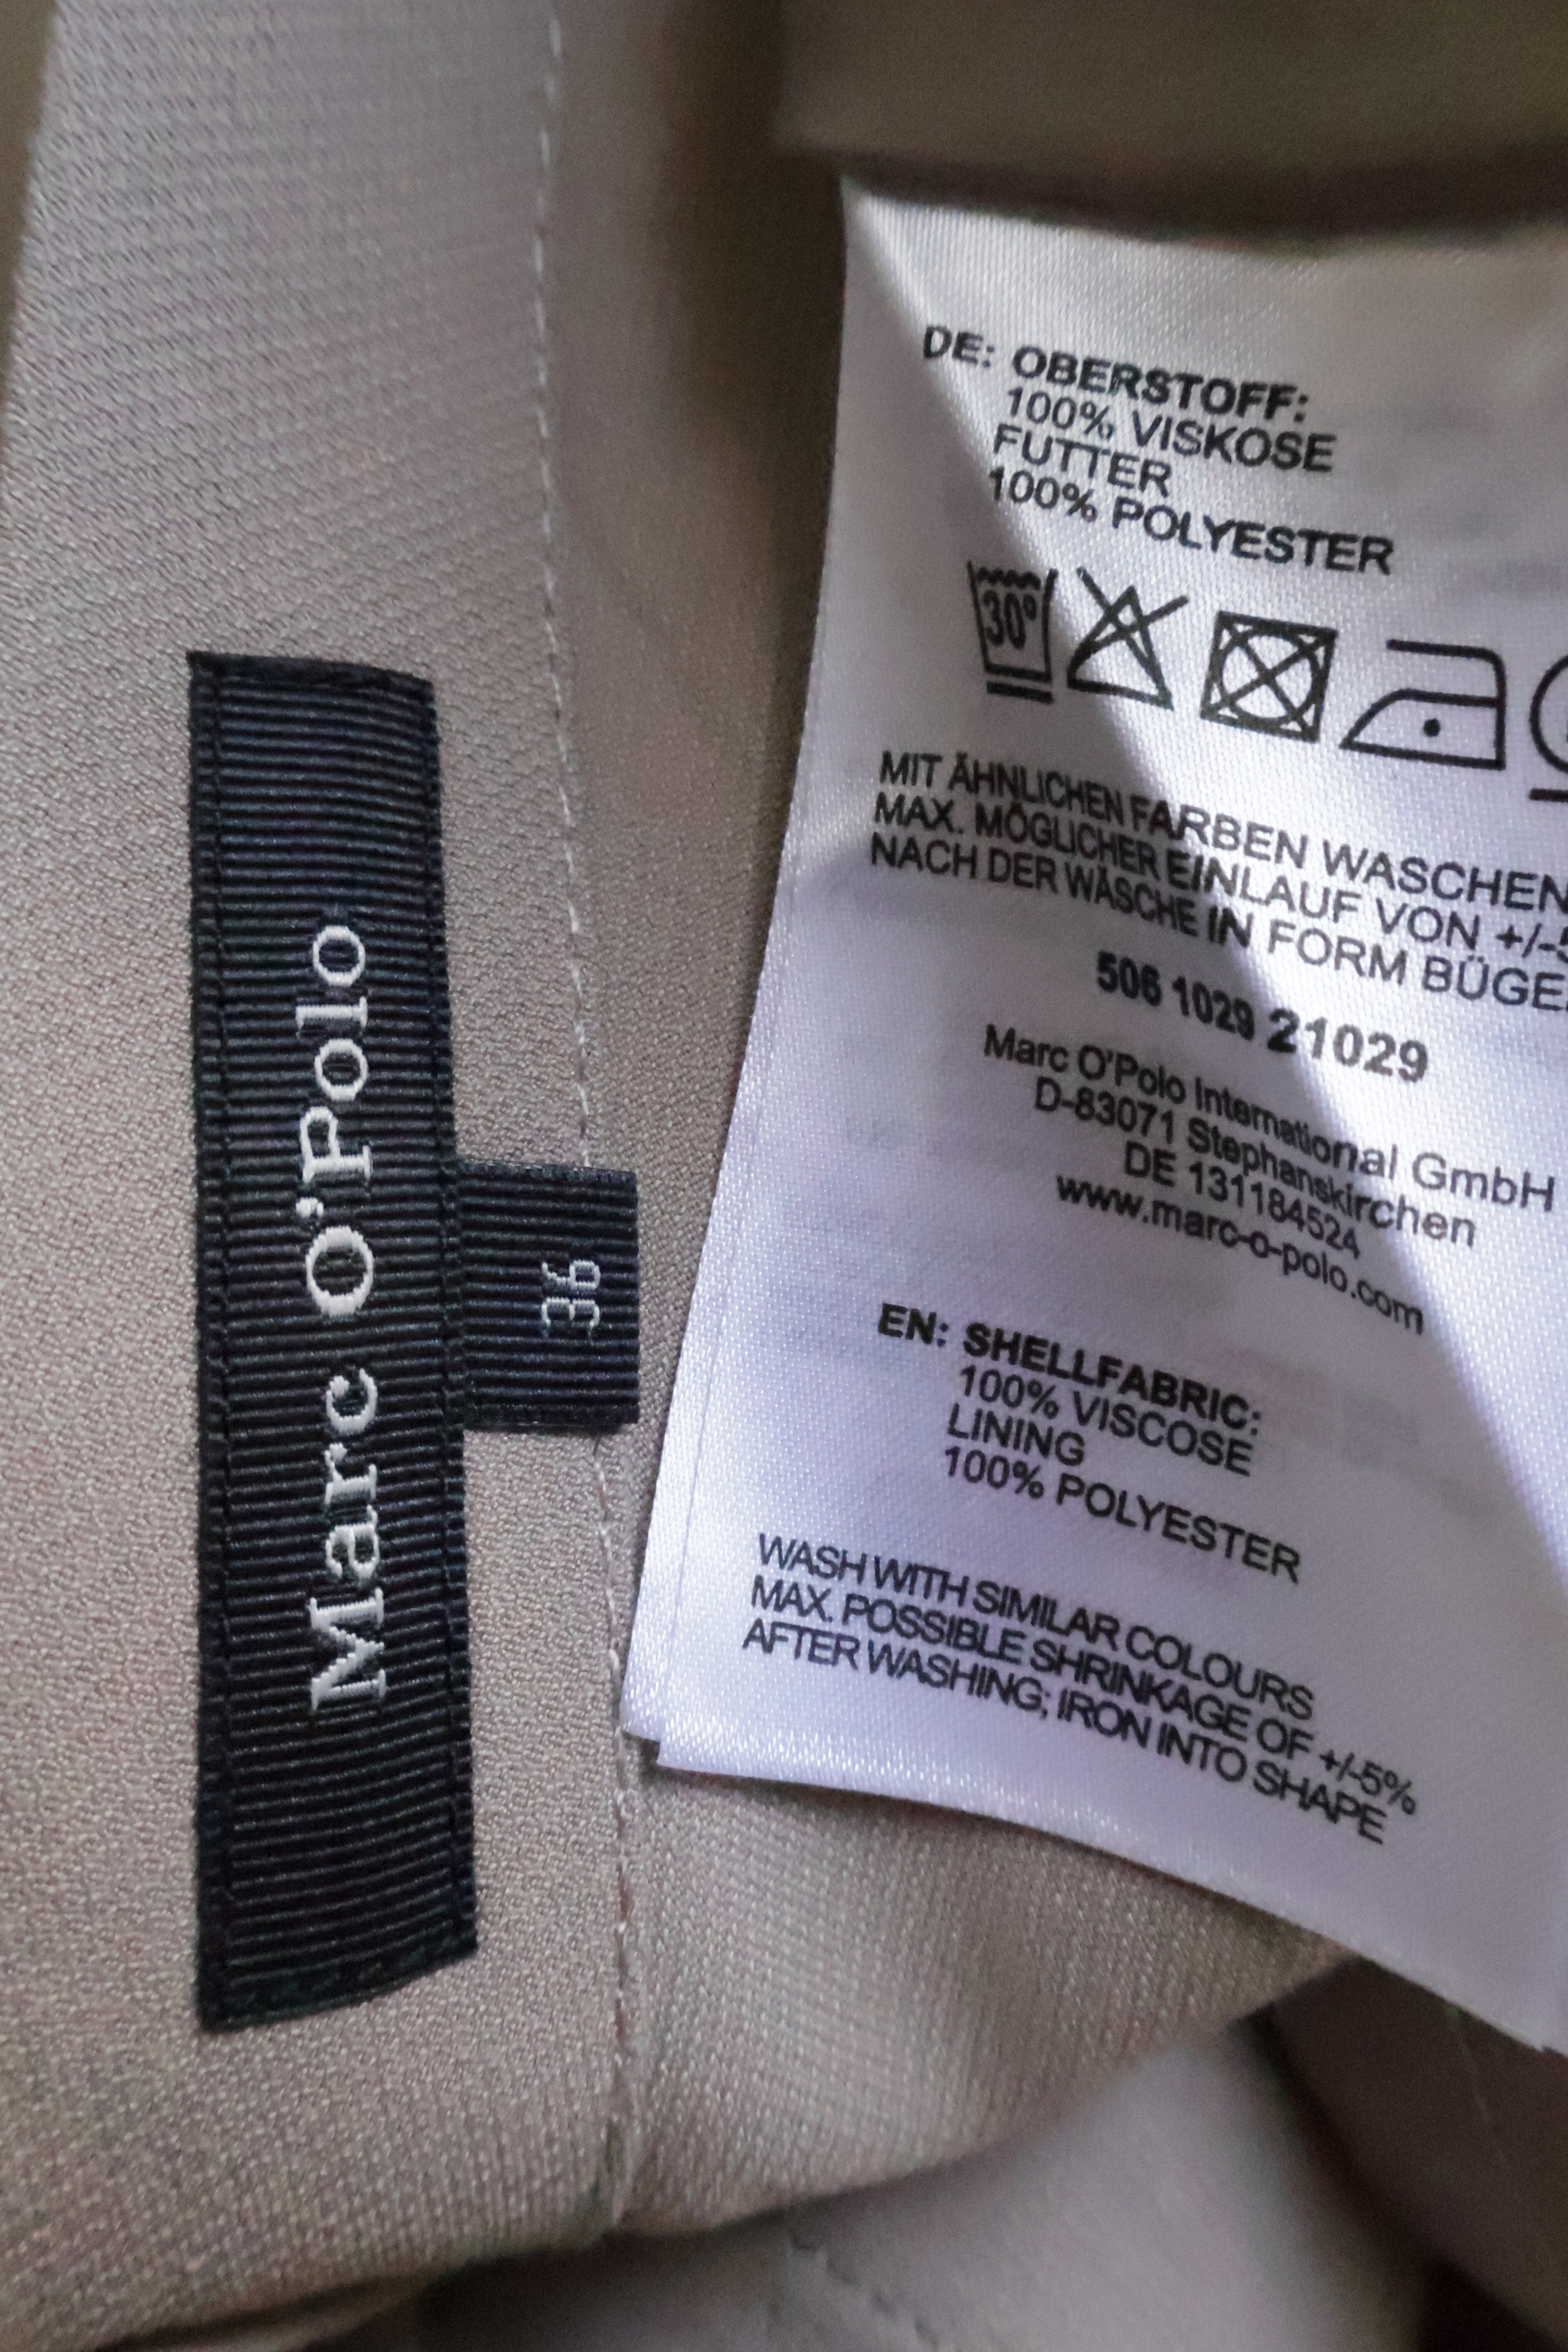 Marc O'Polo
36
DE: OBERSTOFF:
100% VISKOSE
FUTTER
100% POLYESTER
30°
MIT ÄHNLICHEN FARBEN WASCHEN
MAX. MÖGLICHER EINLAUF VON +/-5
NACH DER WÄSCHE IN FORM BÜGE
506 1029 21029
Marc O'Polo International GmbH
D-83071 Stephanskirchen
DE 131184524
www.marc-o-polo.com
EN: SHELLFABRIC:
100% VISCOSE
LINING
100% POLYESTER
WASH WITH SIMILAR COLOURS
MAX. POSSIBLE SHRINKAGE OF +/-5%
AFTER WASHING; IRON INTO SHAPE